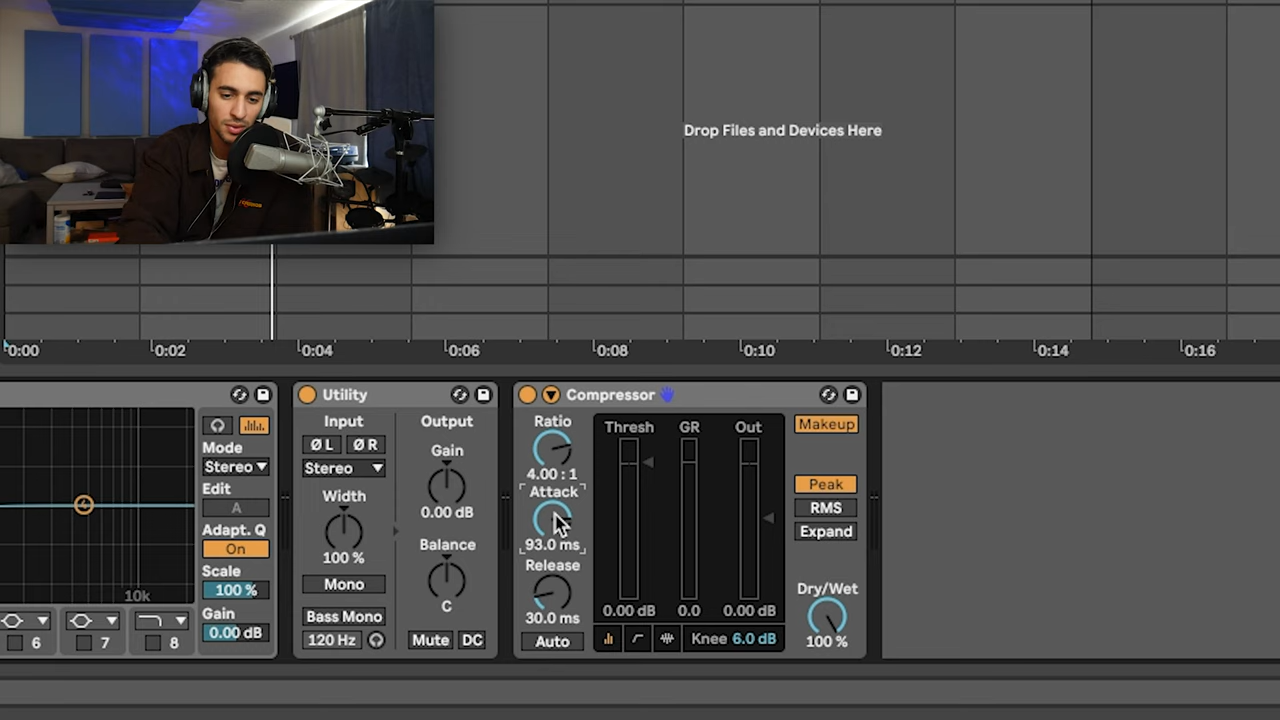 Drop Files and Devices Here
0:00
0:02
0:04
0:06
0:08
0:10
0:12
0:14
0:16
10k
6
7
8
Mode
Stereo
Edit
A
Adapt. Q
On
Scale
100 %
Gain
0.00 dB
Utility
Input
Ø L
Ø R
Stereo
Width
100 %
Mono
Bass Mono
120 Hz
Output
Gain
0.00 dB
Balance
C
Mute
DC
Compressor
Ratio
4.00 : 1
Attack
93.0 ms
Release
30.0 ms
Auto
Thresh
GR
Out
0.00 dB
0.0
0.00 dB
Knee 6.0 dB
Makeup
Peak
RMS
Expand
Dry/Wet
100 %